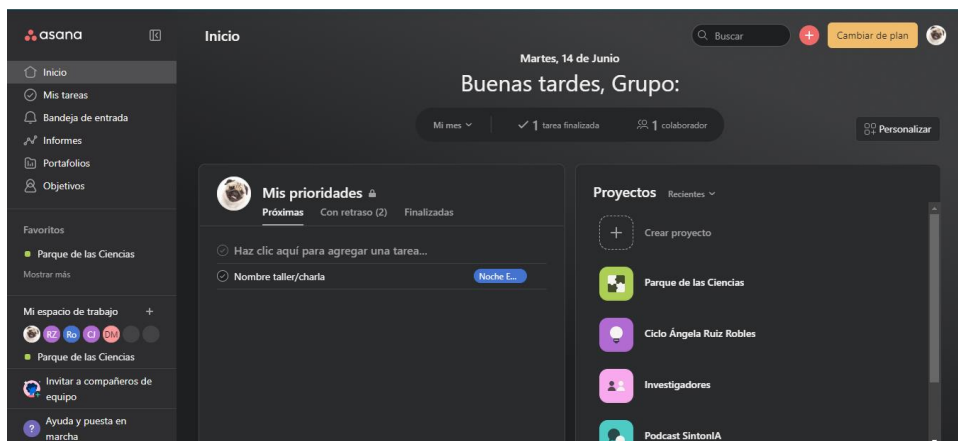 asana
Inicio
Mis tareas
Bandeja de entrada
Informes
Portafolios
Objetivos
Favoritos
Parque de las Ciencias
Mostrar más
Mi espacio de trabajo +
RZ Ro CJ DM
Parque de las Ciencias
Invitar a compañeros de
equipo
Ayuda y puesta en
marcha
Inicio
Buscar
Cambiar de plan
Martes, 14 de Junio
Buenas tardes, Grupo:
Mi mes
1 tarea finalizada
1 colaborador
Personalizar
Mis prioridades
Próximas Con retraso (2) Finalizadas
Haz clic aquí para agregar una tarea...
Nombre taller/charla Noche E...
Proyectos Recientes
Crear proyecto
Parque de las Ciencias
Ciclo Ángela Ruiz Robles
Investigadores
Podcast SintonIA